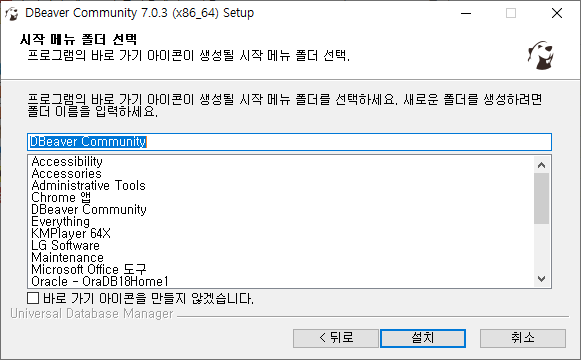 DBeaver Community 7.0.3 (x86_64) Setup
시작 메뉴 폴더 선택
프로그램의 바로 가기 아이콘이 생성될 시작 메뉴 폴더 선택.
프로그램의 바로 가기 아이콘이 생성될 시작 메뉴 폴더를 선택하세요. 새로운 폴더를 생성하려면
폴더 이름을 입력하세요.
DBeaver Community
Accessibility
Accessories
Administrative Tools
Chrome 앱
DBeaver Community
Everything
KMPlayer 64X
LG Software
Maintenance
Microsoft Office 도구
Oracle - OraDB18Home1
바로 가기 아이콘을 만들지 않겠습니다.
Universal Database Manager
< 뒤로 설치 취소